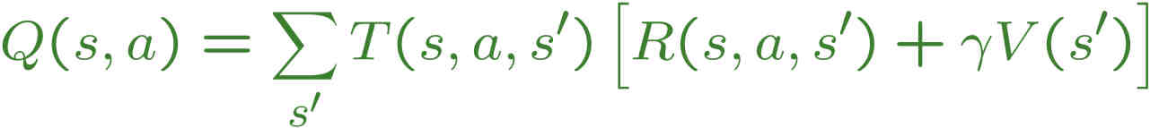 Q(s, a) = ∑_{s′} T(s, a, s′) [R(s, a, s′) + γV(s′)]